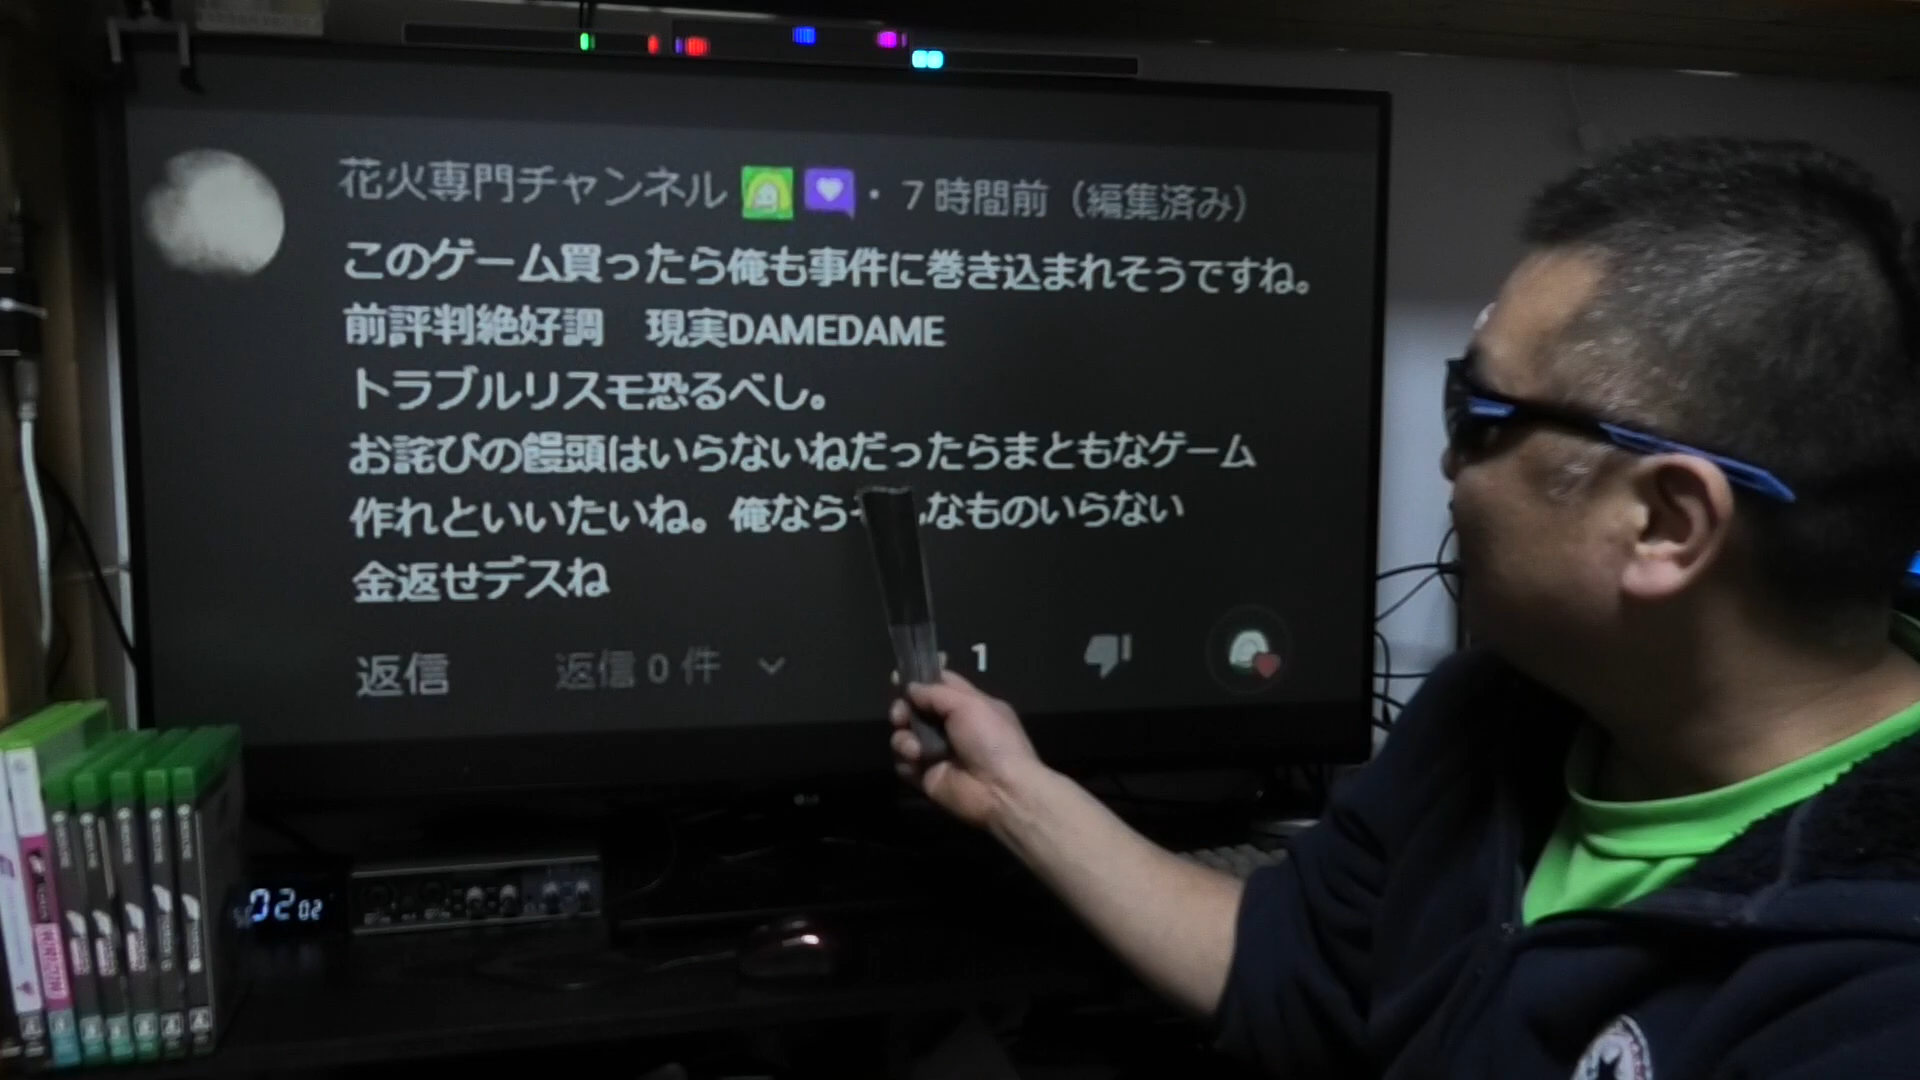 花火専門チャンネル ・ 7 時間前（編集済み）
このゲーム買ったら俺も事件に巻き込まれそうですね。
前評判絶好調　現実DAMEDAME
トラブルリスモ恐るべし。
お詫びの饅頭はいらないねだったらまともなゲーム
作れといいたいね。俺なら なものいらない
金返せデスね
返信 返信 0 件 1
02 02